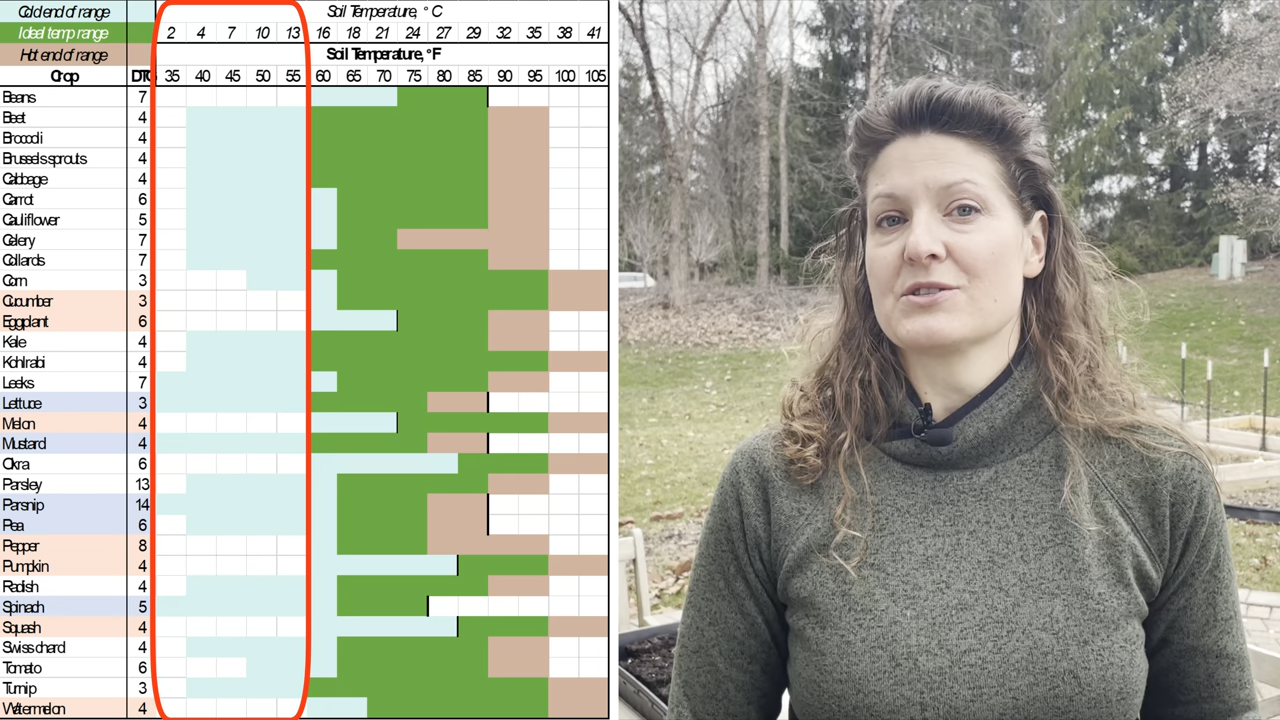 Cold end of range Soil Temperature, °C
Ideal temp range 2 4 7 10 13 16 18 21 24 27 29 32 35 38 41
Hot end of range Soil Temperature, °F
Crop DTG 35 40 45 50 55 60 65 70 75 80 85 90 95 100 105
Beans 7
Beet 4
Broccoli 4
Brussels sprouts 4
Cabbage 4
Carrot 6
Cauliflower 5
Celery 7
Collards 7
Corn 3
Cucumber 3
Eggplant 6
Kale 4
Kohlrabi 4
Leeks 7
Lettuce 3
Melon 4
Mustard 4
Okra 6
Parsley 13
Parsnip 14
Pea 6
Pepper 8
Pumpkin 4
Radish 4
Spinach 5
Squash 4
Swiss chard 4
Tomato 6
Turnip 3
Watermelon 4